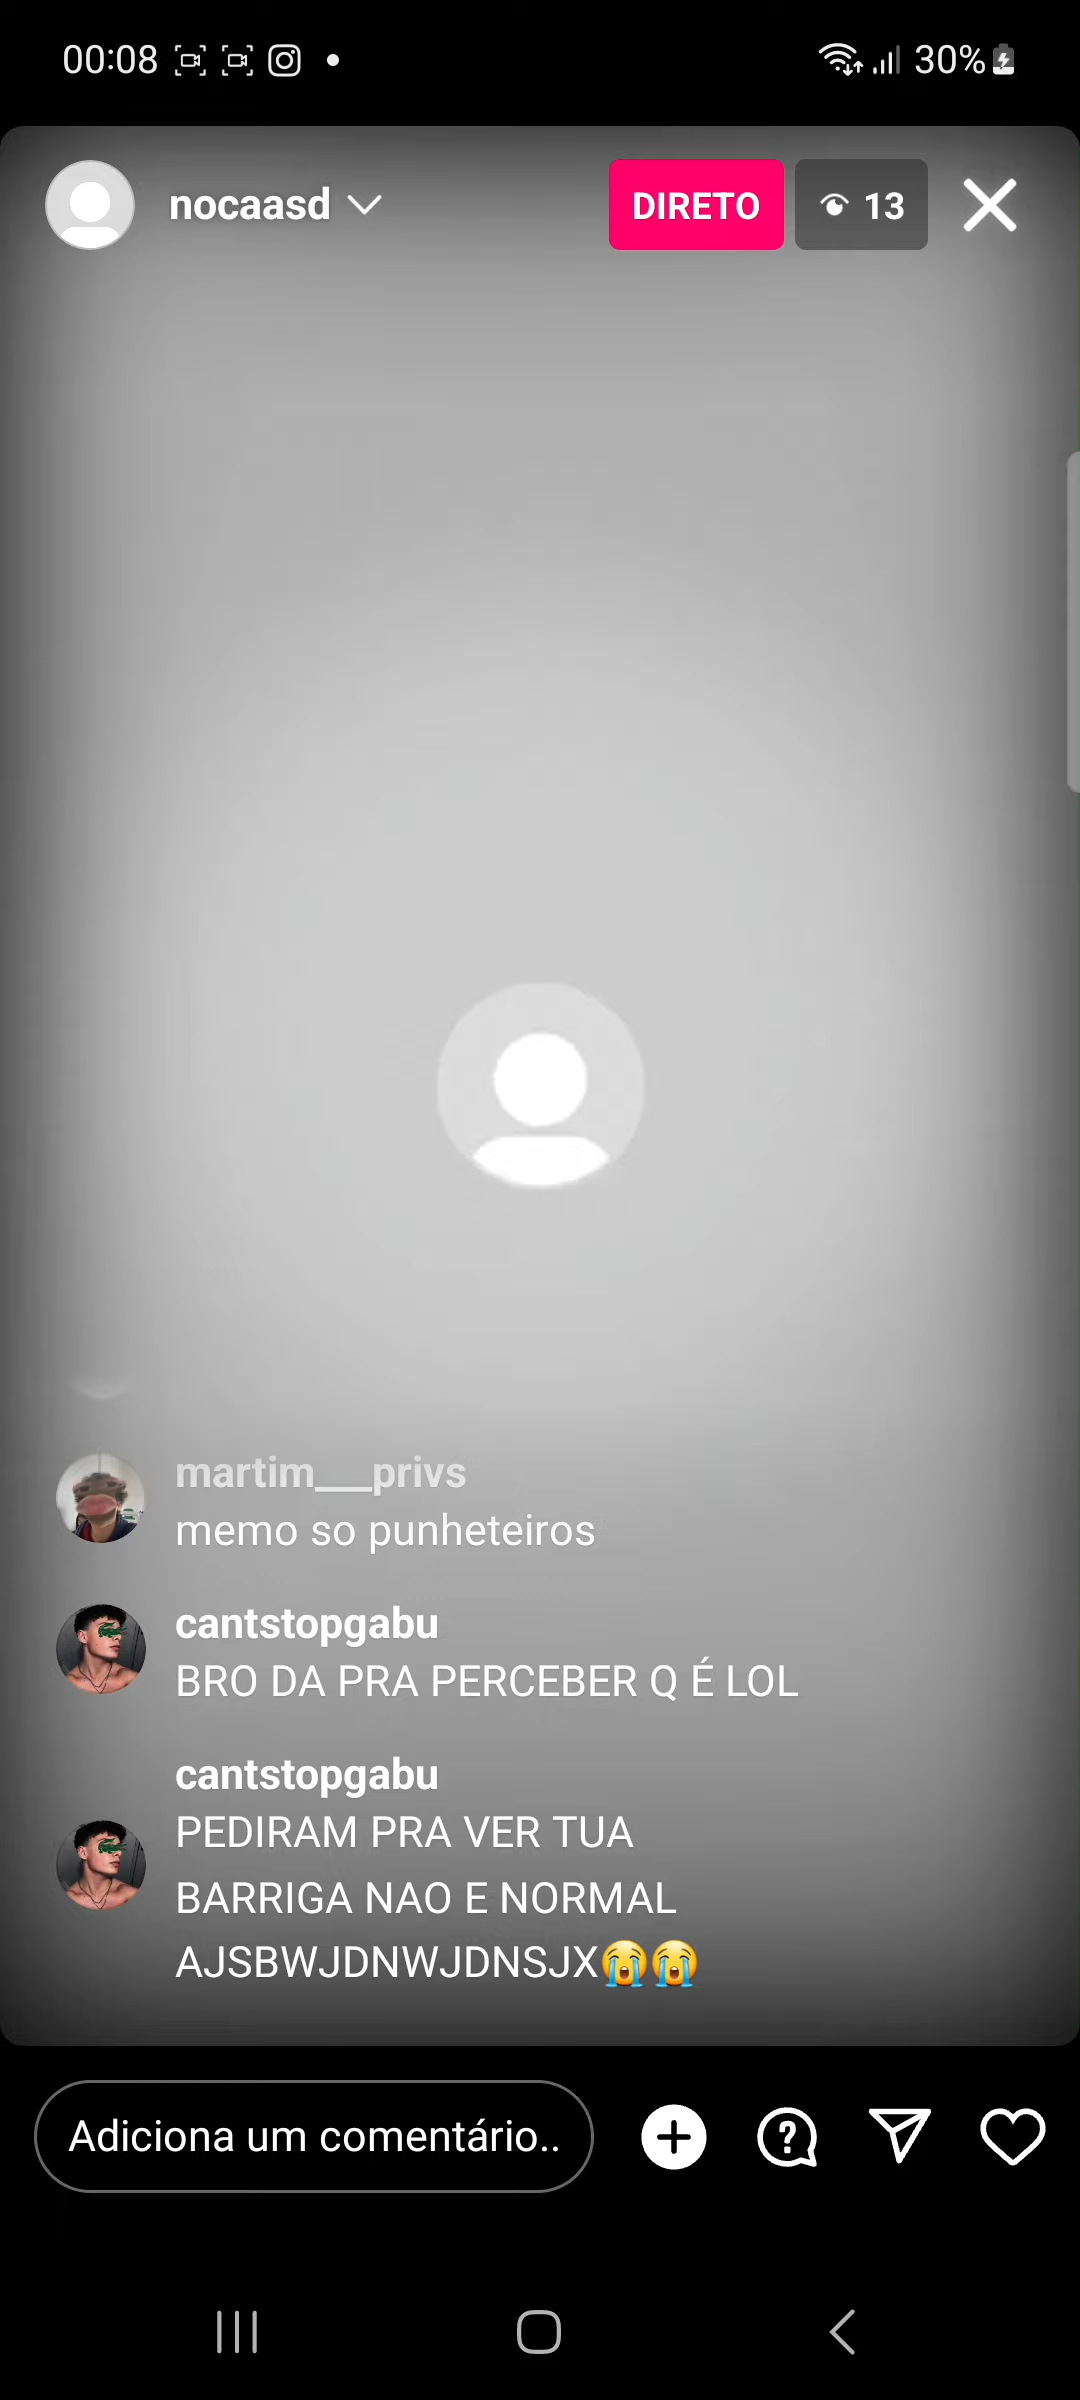 00:08
30%
nocaasd
DIRETO
13
martim___privs
memo so punheteiros
cantstopgabu
BRO DA PRA PERCEBER Q É LOL
cantstopgabu
PEDIRAM PRA VER TUA
BARRIGA NAO E NORMAL
AJSBWJDNWJDNSJX😭😭
Adiciona um comentário..